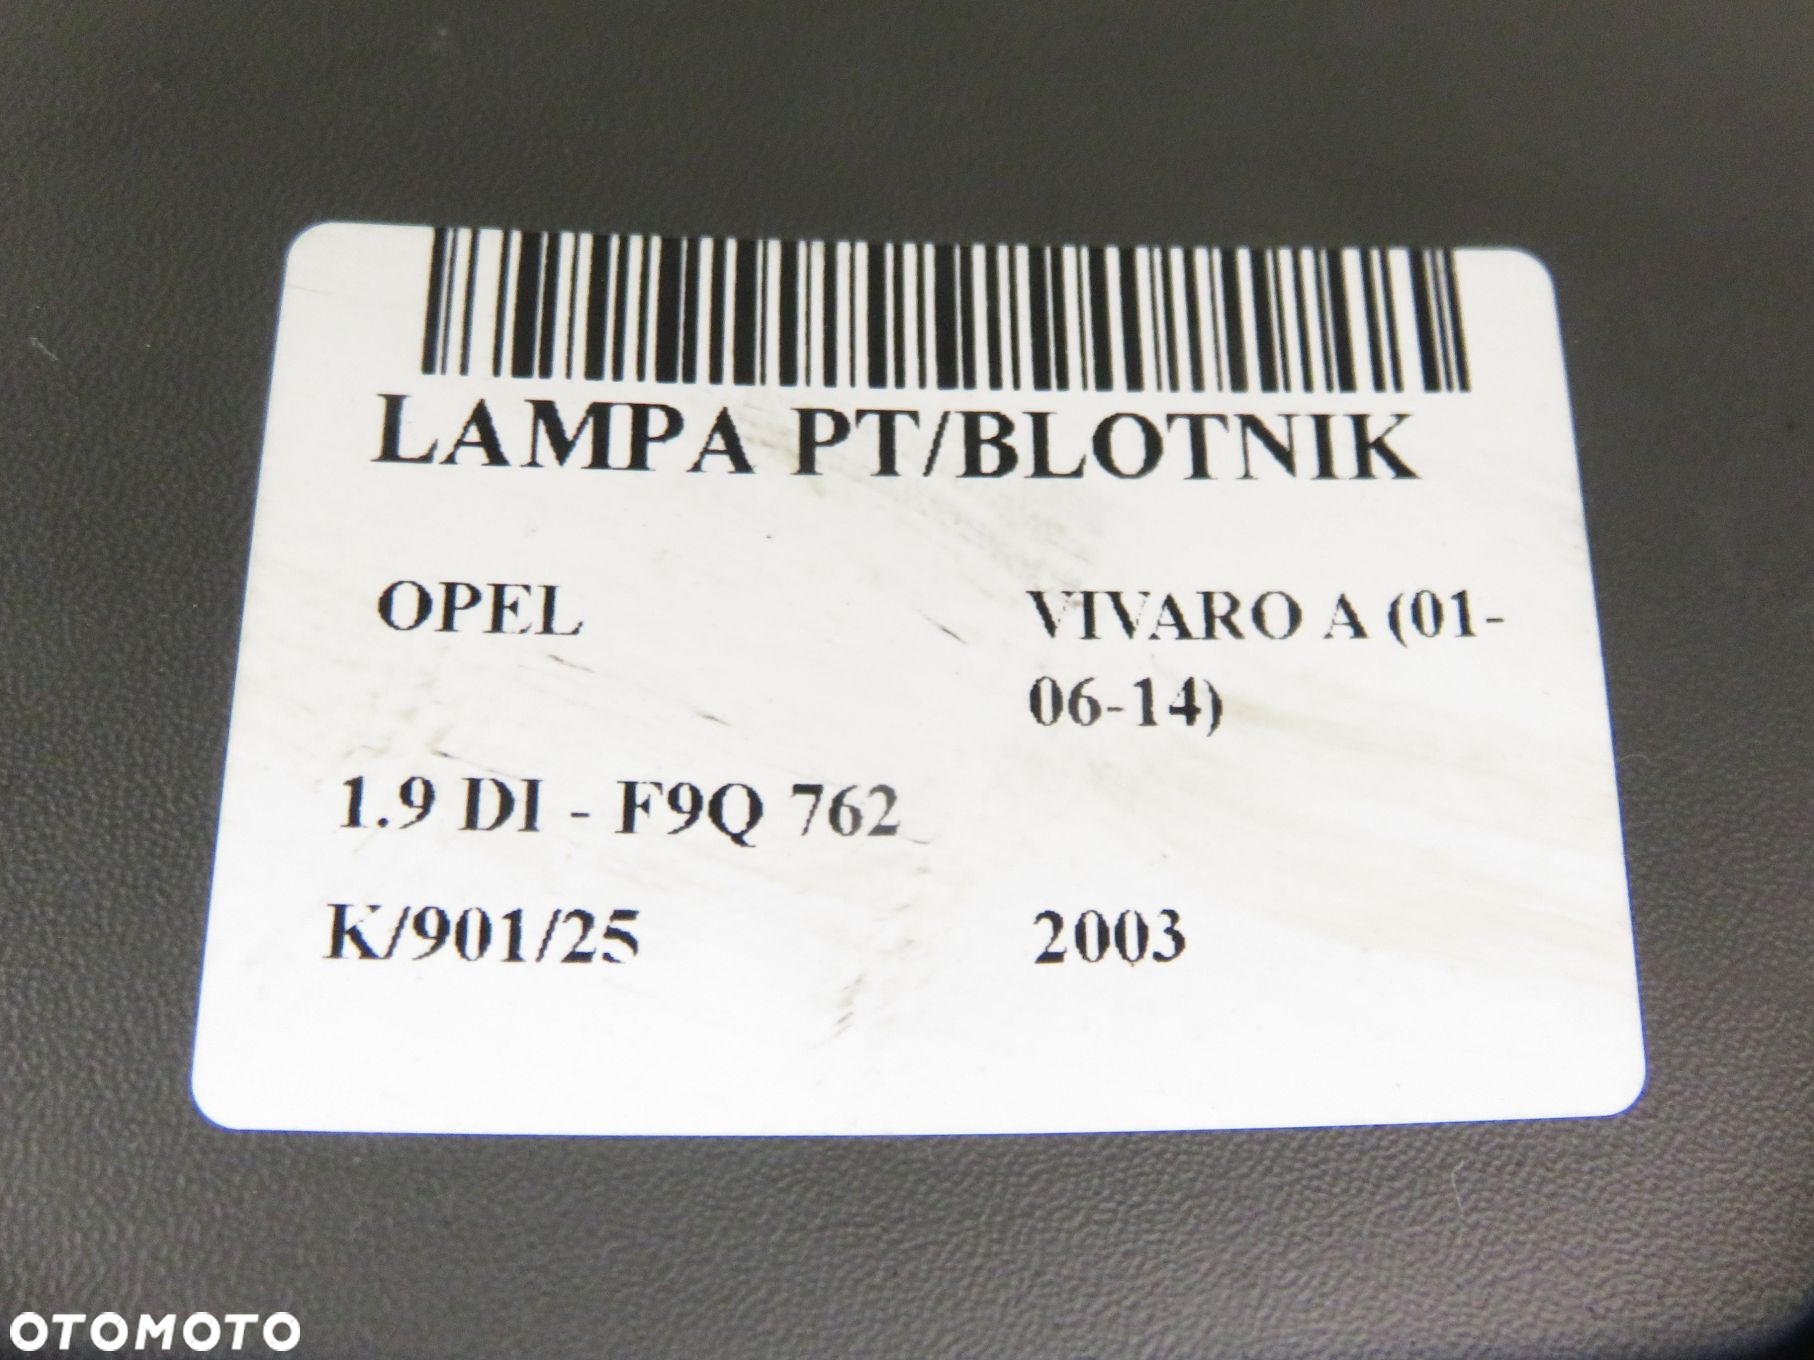 LAMPA PT/BLOTNIK
OPEL
VIVARO A (01-
06-14)
1.9 DI - F9Q 762
K/901/25
2003
OTOMOTO